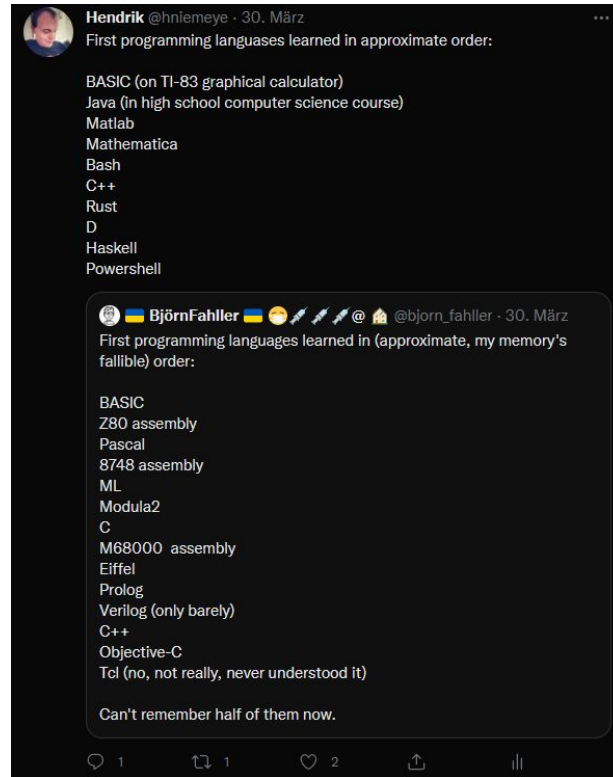 Hendrik @hniemeye · 30. März
First programming languases learned in approximate order:
BASIC (on TI-83 graphical calculator)
Java (in high school computer science course)
Matlab
Mathematica
Bash
C++
Rust
D
Haskell
Powershell
BjörnFahller @ @bjorn_fahller · 30. März
First programming languages learned in (approximate, my memory's
fallible) order:
BASIC
Z80 assembly
Pascal
8748 assembly
ML
Modula2
C
M68000 assembly
Eiffel
Prolog
Verilog (only barely)
C++
Objective-C
Tcl (no, not really, never understood it)
Can't remember half of them now.
1 1 2